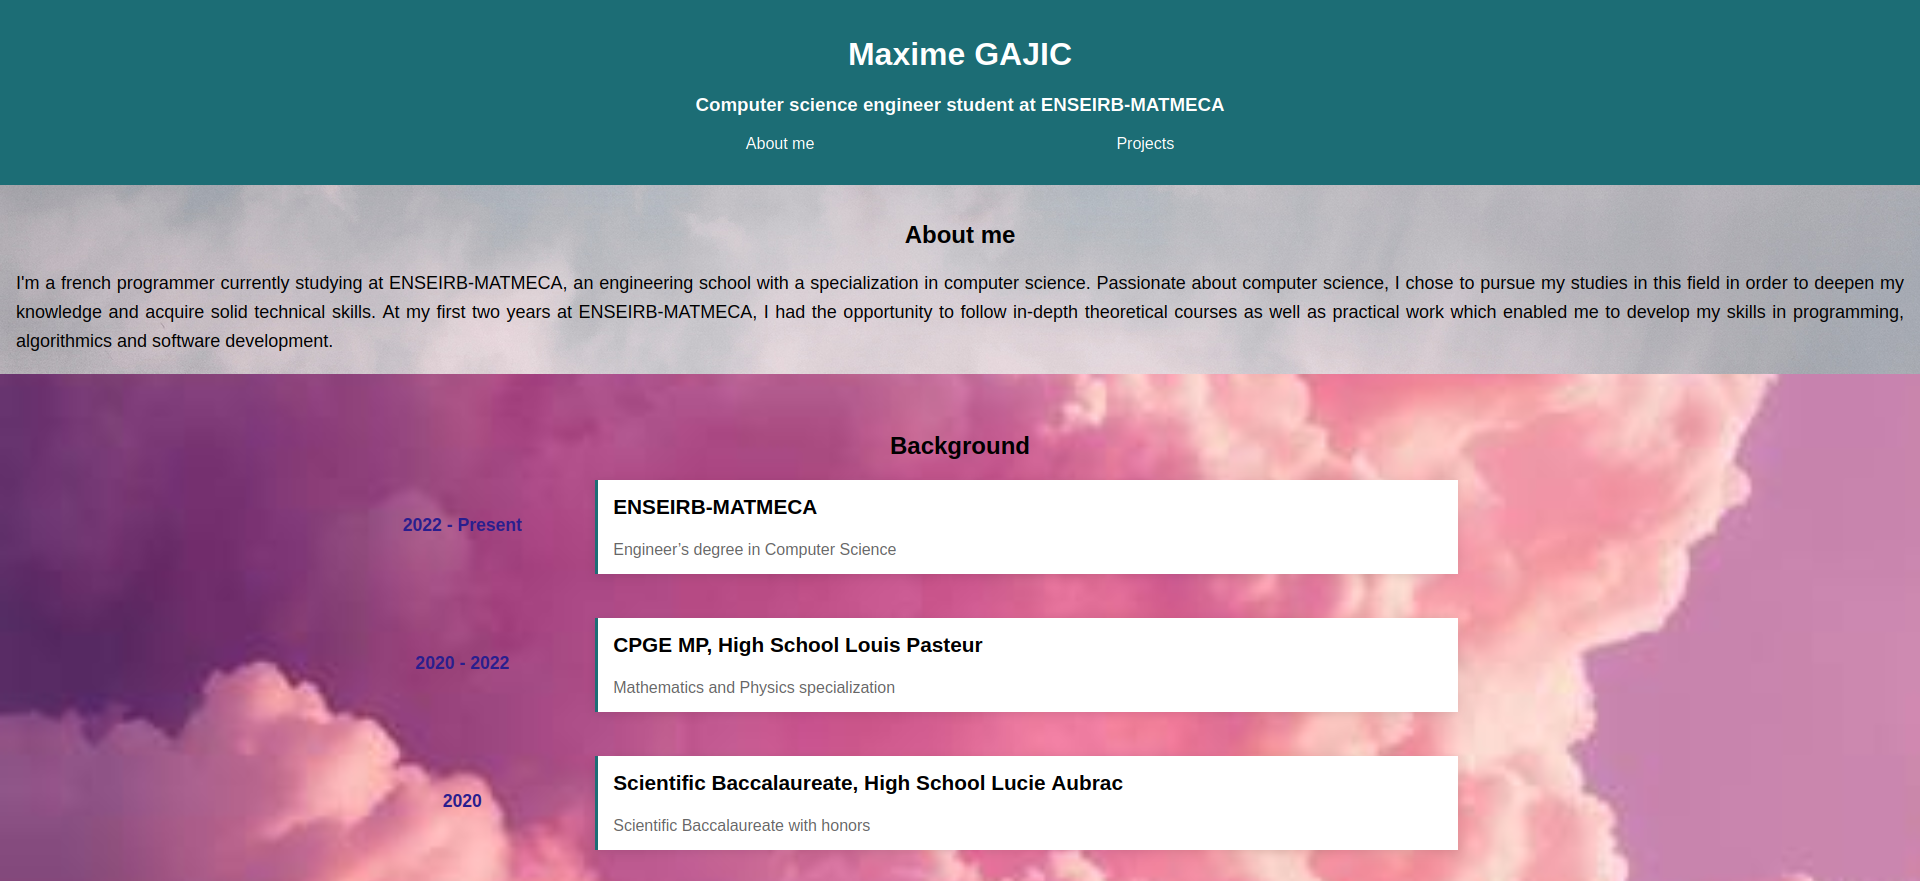 Maxime GAJIC
Computer science engineer student at ENSEIRB-MATMECA
About me
Projects
About me
I'm a french programmer currently studying at ENSEIRB-MATMECA, an engineering school with a specialization in computer science. Passionate about computer science, I chose to pursue my studies in this field in order to deepen my
knowledge and acquire solid technical skills. At my first two years at ENSEIRB-MATMECA, I had the opportunity to follow in-depth theoretical courses as well as practical work which enabled me to develop my skills in programming,
algorithmics and software development.
Background
2022 - Present
ENSEIRB-MATMECA
Engineer’s degree in Computer Science
2020 - 2022
CPGE MP, High School Louis Pasteur
Mathematics and Physics specialization
2020
Scientific Baccalaureate, High School Lucie Aubrac
Scientific Baccalaureate with honors